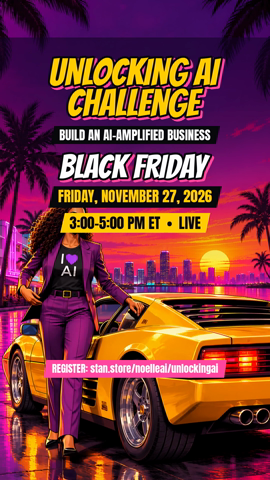 UNLOCKING AI
CHALLENGE
BUILD AN AI-AMPLIFIED BUSINESS
BLACK FRIDAY
FRIDAY, NOVEMBER 27, 2026
3:00-5:00 PM ET • LIVE
I 💜
AI
REGISTER: stan.store/noelleal/unlockingai